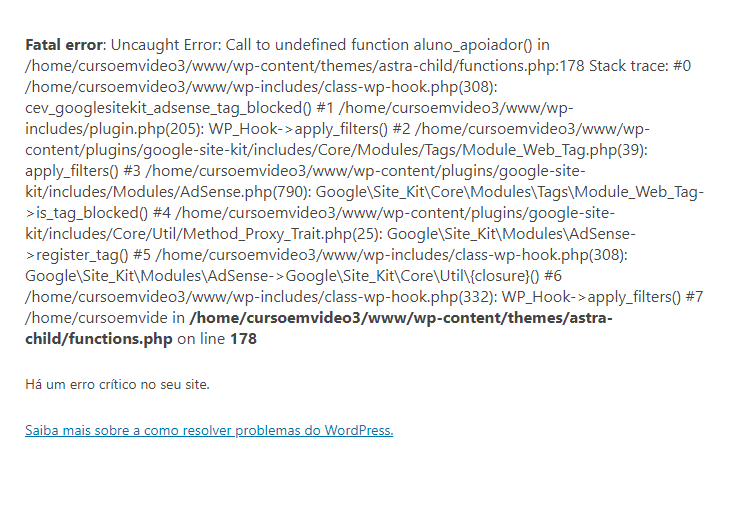 Fatal error: Uncaught Error: Call to undefined function aluno_apoiador() in
/home/cursoemvideo3/www/wp-content/themes/astra-child/functions.php:178 Stack trace: #0
/home/cursoemvideo3/www/wp-includes/class-wp-hook.php(308):
cev_googlesitekit_adsense_tag_blocked() #1 /home/cursoemvideo3/www/wp-
includes/plugin.php(205): WP_Hook->apply_filters() #2 /home/cursoemvideo3/www/wp-
content/plugins/google-site-kit/includes/Core/Modules/Tags/Module_Web_Tag.php(39):
apply_filters() #3 /home/cursoemvideo3/www/wp-content/plugins/google-site-
kit/includes/Modules/AdSense.php(790): Google\Site_Kit\Core\Modules\Tags\Module_Web_Tag-
>is_tag_blocked() #4 /home/cursoemvideo3/www/wp-content/plugins/google-site-
kit/includes/Core/Util/Method_Proxy_Trait.php(25): Google\Site_Kit\Modules\AdSense-
>register_tag() #5 /home/cursoemvideo3/www/wp-includes/class-wp-hook.php(308):
Google\Site_Kit\Modules\AdSense->Google\Site_Kit\Core\Util\{closure}() #6
/home/cursoemvideo3/www/wp-includes/class-wp-hook.php(332): WP_Hook->apply_filters() #7
/home/cursoemvide in /home/cursoemvideo3/www/wp-content/themes/astra-
child/functions.php on line 178
Há um erro crítico no seu site.
Saiba mais sobre a como resolver problemas do WordPress.